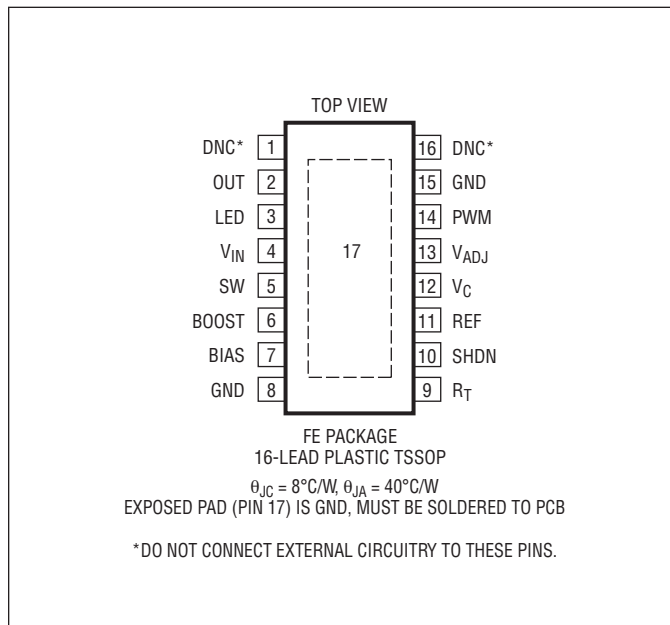 TOP VIEW
DNC* 1 16 DNC*
OUT 2 15 GND
LED 3 14 PWM
VIN 4 17 13 VADJ
SW 5 12 VC
BOOST 6 11 REF
BIAS 7 10 SHDN
GND 8 9 RT
FE PACKAGE
16-LEAD PLASTIC TSSOP
θJC = 8°C/W, θJA = 40°C/W
EXPOSED PAD (PIN 17) IS GND, MUST BE SOLDERED TO PCB
*DO NOT CONNECT EXTERNAL CIRCUITRY TO THESE PINS.